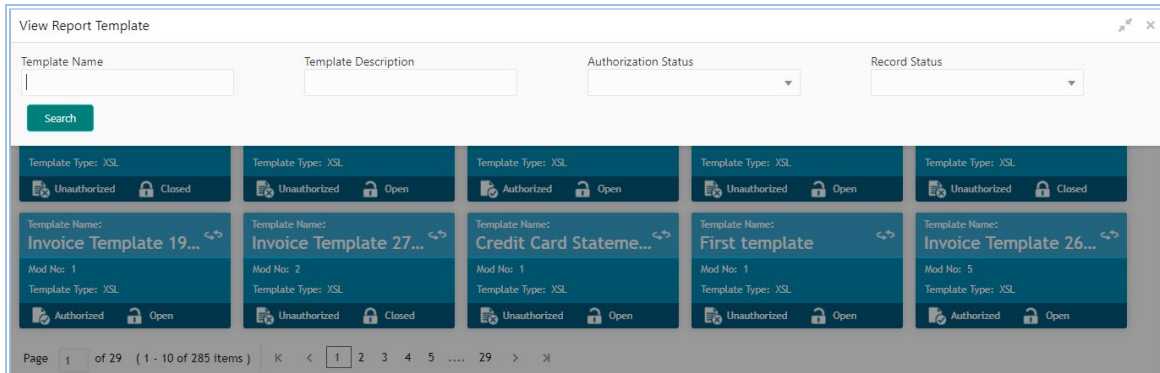 View Report Template
Template Name Template Description Authorization Status Record Status
Search
Template Type: XSL Template Type: XSL Template Type: XSL Template Type: XSL Template Type: XSL
Unauthorized Closed Unauthorized Open Authorized Open Unauthorized Open Unauthorized Closed
Template Name: Template Name: Template Name: Template Name: Template Name:
Invoice Template 19... Invoice Template 27... Credit Card Stateme... First template Invoice Template 26...
Mod No: 1 Mod No: 2 Mod No: 1 Mod No: 1 Mod No: 5
Template Type: XSL Template Type: XSL Template Type: XSL Template Type: XSL Template Type: XSL
Authorized Open Unauthorized Closed Unauthorized Open Unauthorized Open Authorized Open
Page 1 of 29 ( 1 - 10 of 285 items ) 1 2 3 4 5 .... 29